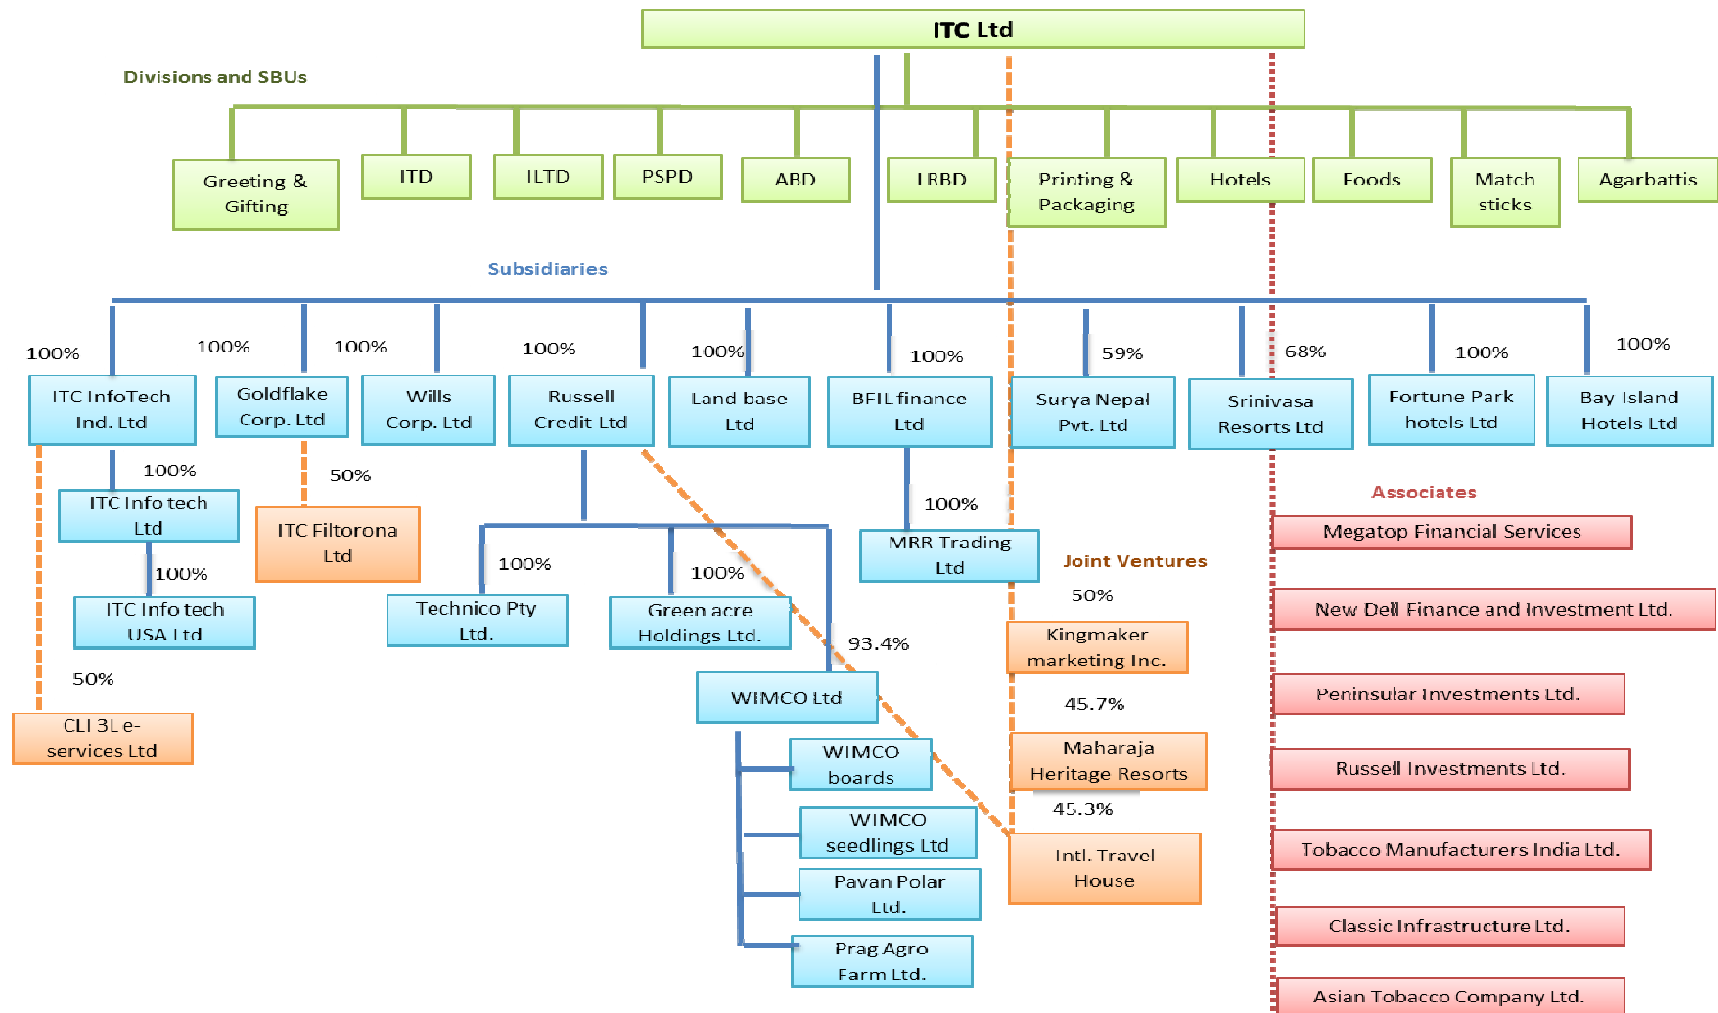 ITC Ltd
Divisions and SBUs
Greeting &
Gifting
ITD
ILTD
PSPD
ABD
LRBD
Printing &
Packaging
Hotels
Foods
Match
sticks
Agarbattis
Subsidiaries
100%
100%
100%
100%
100%
100%
59%
68%
100%
100%
ITC InfoTech
Ind. Ltd
Goldflake
Corp. Ltd
Wills
Corp. Ltd
Russell
Credit Ltd
Land base
Ltd
BFIL finance
Ltd
Surya Nepal
Pvt. Ltd
Srinivasa
Resorts Ltd
Fortune Park
hotels Ltd
Bay Island
Hotels Ltd
100%
ITC Info tech
Ltd
100%
ITC Info tech
USA Ltd
50%
CLI 3L e-
services Ltd
50%
ITC Filtorona
Ltd
100%
Technico Pty
Ltd.
100%
Green acre
Holdings Ltd.
93.4%
WIMCO Ltd
WIMCO
boards
WIMCO
seedlings Ltd
Pavan Polar
Ltd.
Prag Agro
Farm Ltd.
100%
MRR Trading
Ltd
Joint Ventures
50%
Kingmaker
marketing Inc.
45.7%
Maharaja
Heritage Resorts
45.3%
Intl. Travel
House
Associates
Megatop Financial Services
New Dell Finance and Investment Ltd.
Peninsular Investments Ltd.
Russell Investments Ltd.
Tobacco Manufacturers India Ltd.
Classic Infrastructure Ltd.
Asian Tobacco Company Ltd.